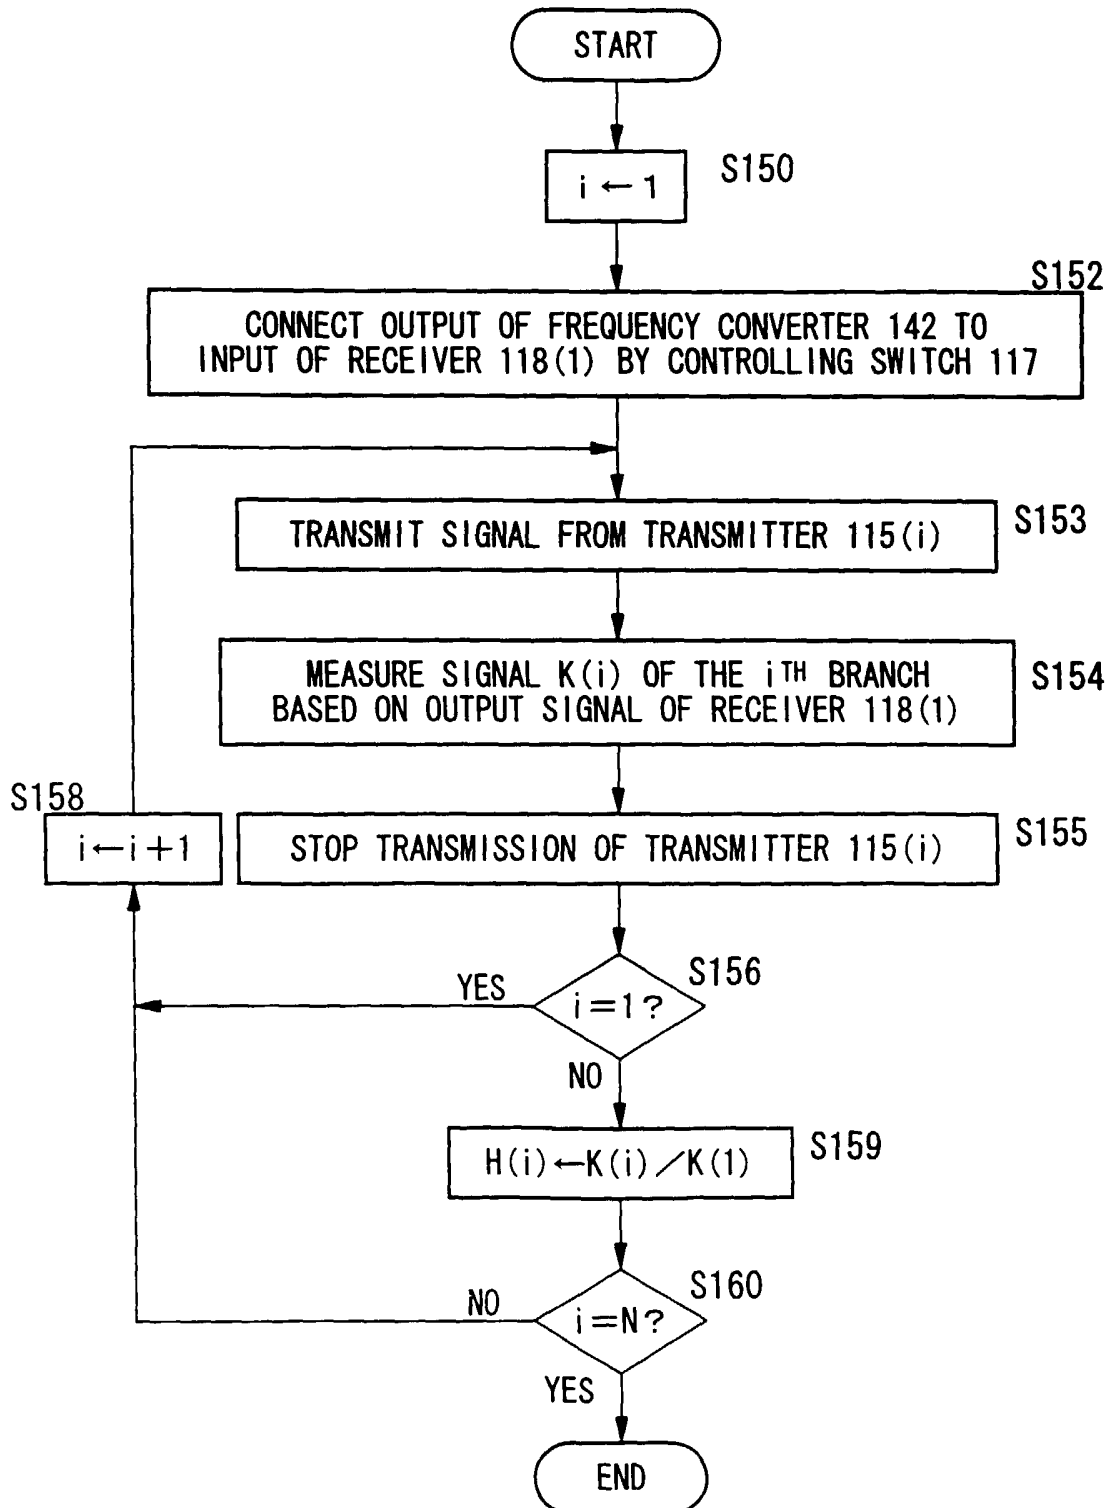 START
S150
i ← 1
S152
CONNECT OUTPUT OF FREQUENCY CONVERTER 142 TO
INPUT OF RECEIVER 118(1) BY CONTROLLING SWITCH 117
S153
TRANSMIT SIGNAL FROM TRANSMITTER 115(i)
S154
MEASURE SIGNAL K(i) OF THE iTH BRANCH
BASED ON OUTPUT SIGNAL OF RECEIVER 118(1)
S158
i←i+1
S155
STOP TRANSMISSION OF TRANSMITTER 115(i)
S156
YES
i=1?
NO
S159
H(i)←K(i)/K(1)
S160
NO
i=N?
YES
END